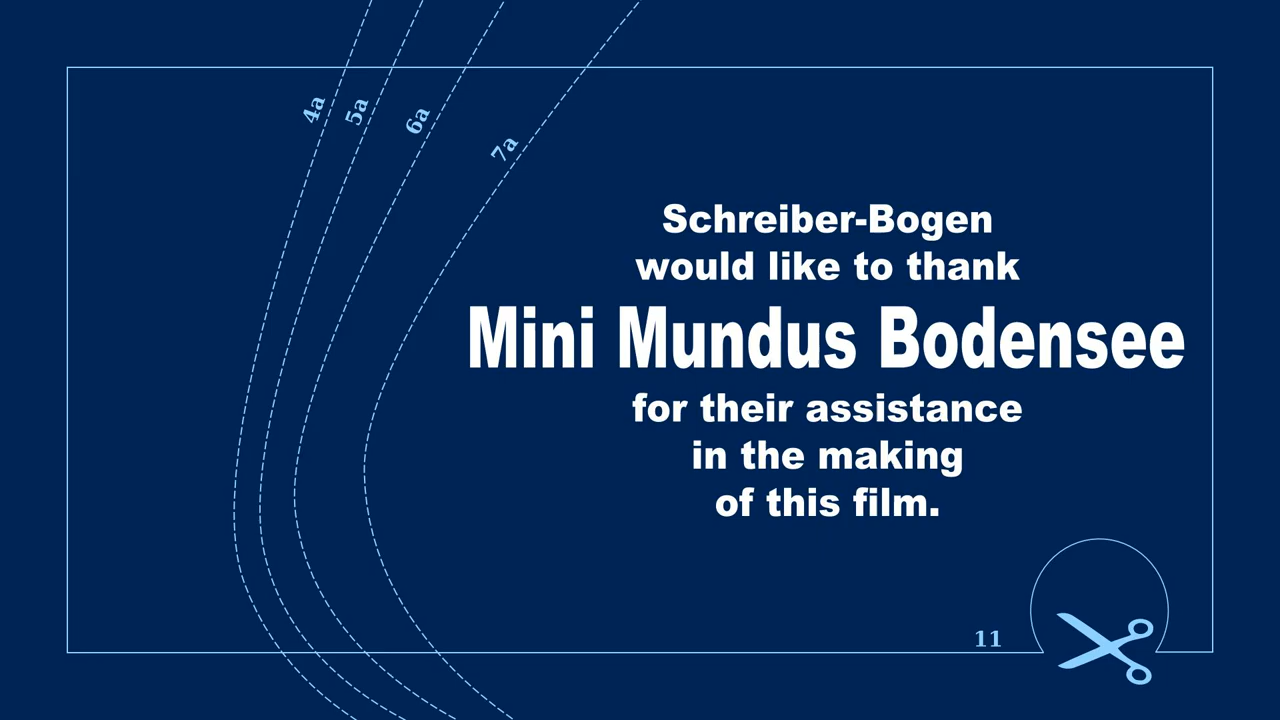 4a
5a
6a
7a
Schreiber-Bogen
would like to thank
Mini Mundus Bodensee
for their assistance
in the making
of this film.
11